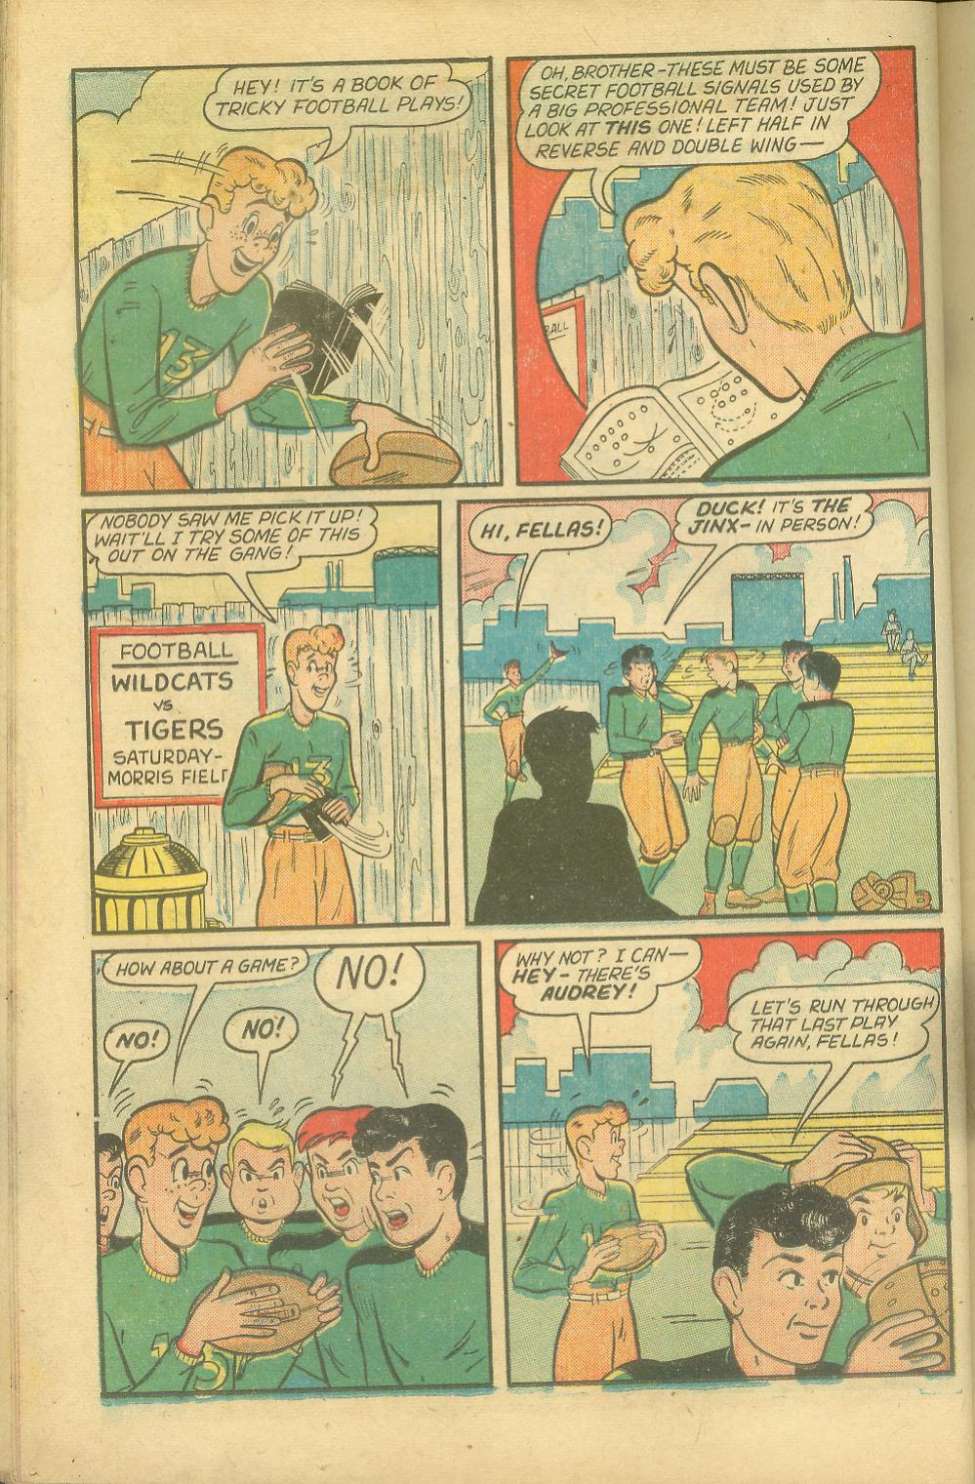 HEY! IT'S A BOOK OF
TRICKY FOOTBALL PLAYS!
13
OH, BROTHER-THESE MUST BE SOME
SECRET FOOTBALL SIGNALS USED BY
A BIG PROFESSIONAL TEAM! JUST
LOOK AT THIS ONE! LEFT HALF IN
REVERSE AND DOUBLE WING—
BALL
NOBODY SAW ME PICK IT UP!
WAIT'LL I TRY SOME OF THIS
OUT ON THE GANG!
FOOTBALL
WILDCATS
VS
TIGERS
SATURDAY-
MORRIS FIELD
13
HI, FELLAS!
DUCK! IT'S THE
JINX-IN PERSON!
HOW ABOUT A GAME?
NO!
NO!
NO!
13
WHY NOT? I CAN—
HEY- THERE'S
AUDREY!
LET'S RUN THROUGH
THAT LAST PLAY
AGAIN, FELLAS!